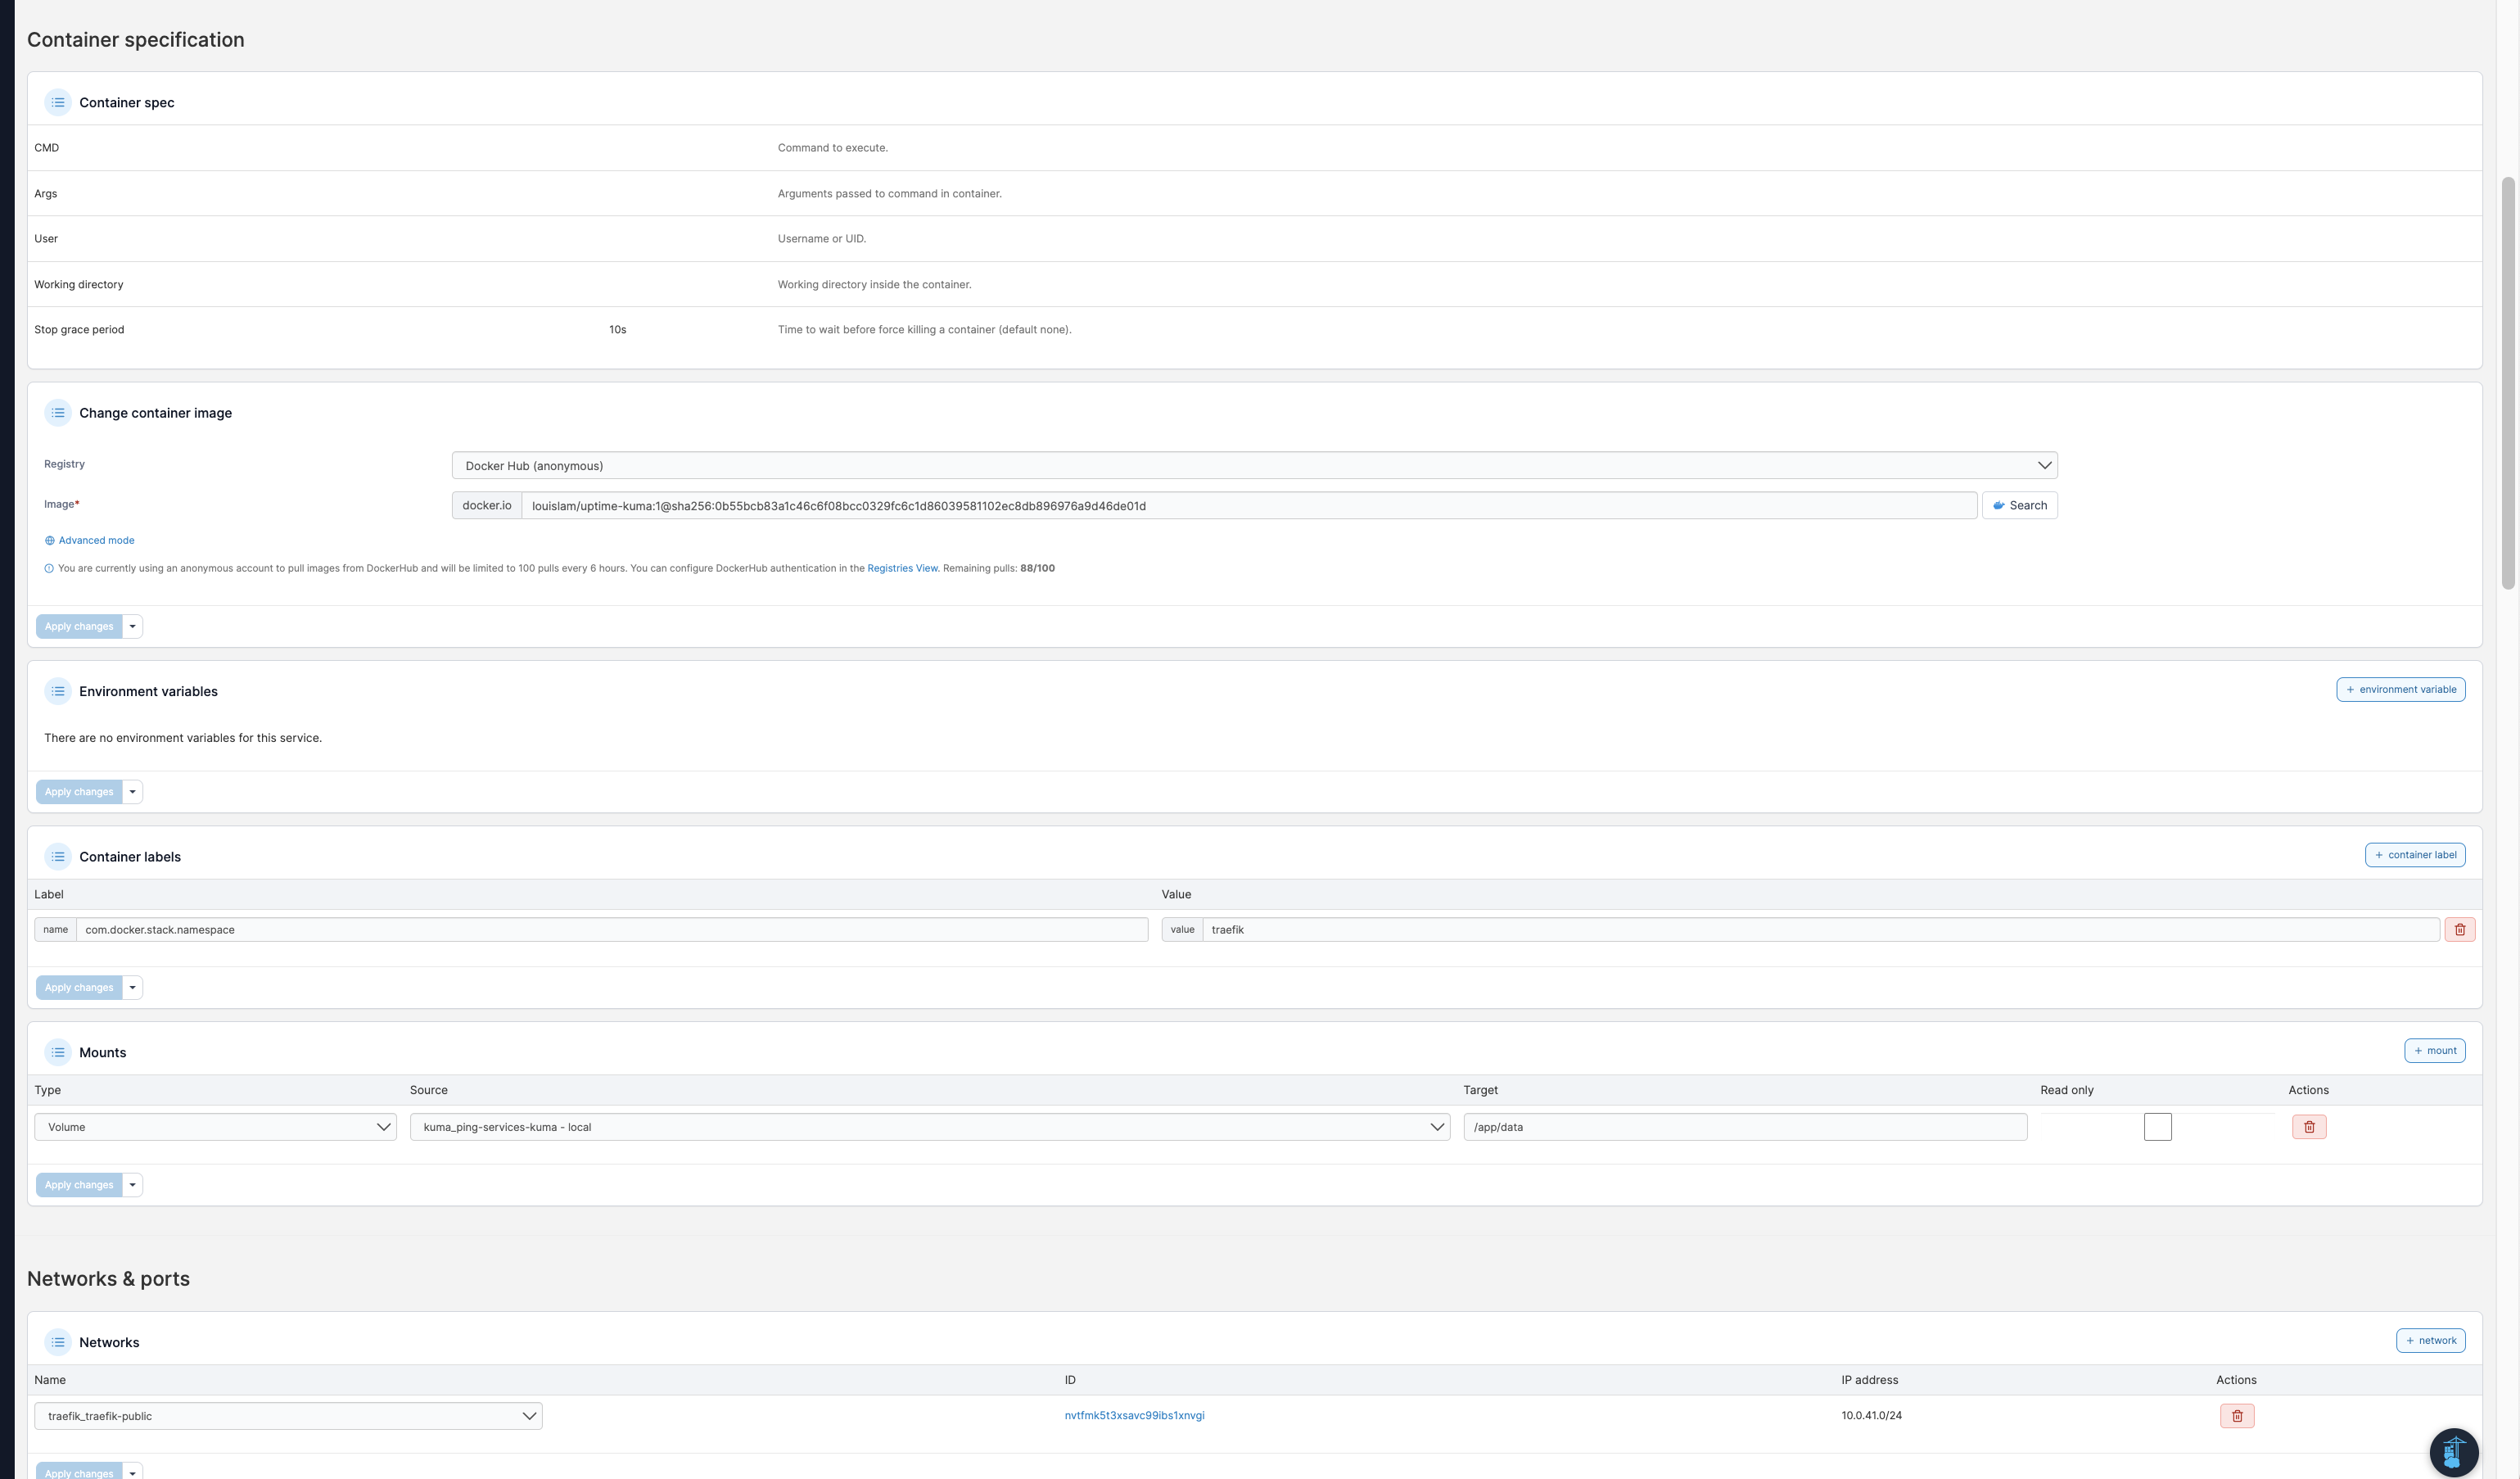 Container specification
Container spec
CMD Command to execute.
Args Arguments passed to command in container.
User Username or UID.
Working directory Working directory inside the container.
Stop grace period 10s Time to wait before force killing a container (default none).
Change container image
Registry Docker Hub (anonymous)
Image* docker.io louislam/uptime-kuma:1@sha256:0b55bcb83a1c46c6f08bcc0329fc6c1d86039581102ec8db896976a9d46de01d Search
Advanced mode
You are currently using an anonymous account to pull images from DockerHub and will be limited to 100 pulls every 6 hours. You can configure DockerHub authentication in the Registries View. Remaining pulls: 88/100
Apply changes
Environment variables + environment variable
There are no environment variables for this service.
Apply changes
Container labels + container label
Label Value
name com.docker.stack.namespace value traefik
Apply changes
Mounts + mount
Type Source Target Read only Actions
Volume kuma_ping-services-kuma - local /app/data
Apply changes
Networks & ports
Networks + network
Name ID IP address Actions
traefik_traefik-public nvtfmk5t3xsavc99ibs1xnvgi 10.0.41.0/24
Apply changes